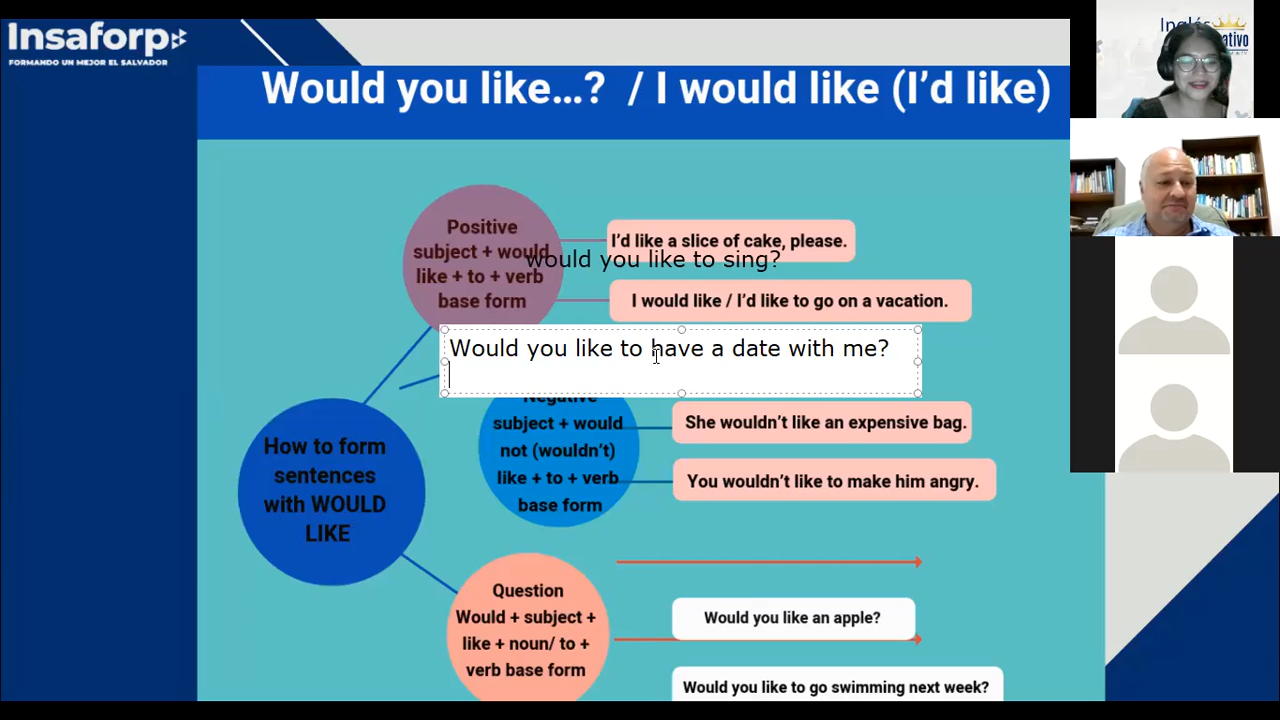 Insaforp
FORMANDO UN MEJOR EL SALVADOR
Would you like...? / I would like (I'd like)
Inglés
ativo
Positive
subject + would
like + to + verb
base form
I'd like a slice of cake, please.
would you like to sing?
I would like / I'd like to go on a vacation.
Would you like to have a date with me?
Negative
subject + would
not (wouldn't)
like + to + verb
base form
She wouldn't like an expensive bag.
You wouldn't like to make him angry.
How to form
sentences
with WOULD
LIKE
Question
Would + subject +
like + noun/ to +
verb base form
Would you like an apple?
Would you like to go swimming next week?